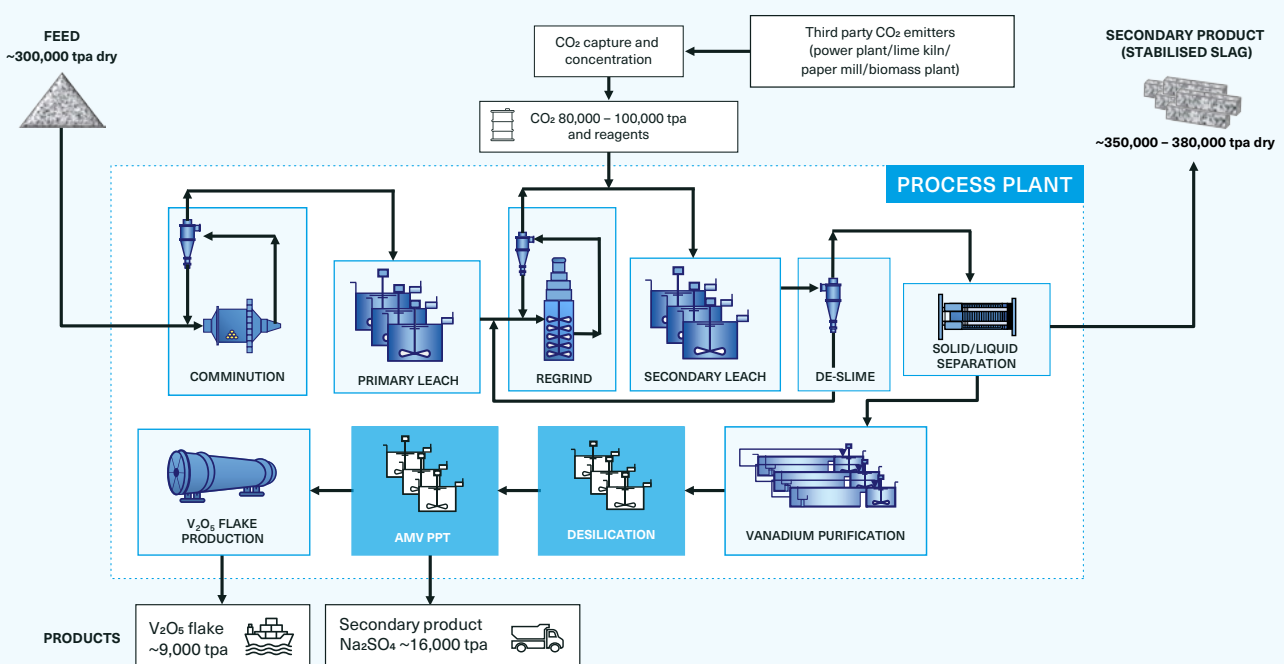 FEED
~300,000 tpa dry
CO₂ capture and
concentration
Third party CO₂ emitters
(power plant/lime kiln/
paper mill/biomass plant)
SECONDARY PRODUCT
(STABILISED SLAG)
~350,000 – 380,000 tpa dry
CO₂ 80,000 – 100,000 tpa
and reagents
PROCESS PLANT
COMMINUTION
PRIMARY LEACH
REGRIND
SECONDARY LEACH
DE-SLIME
SOLID/LIQUID
SEPARATION
V₂O₅ FLAKE
PRODUCTION
AMV PPT
DESILICATION
VANADIUM PURIFICATION
PRODUCTS
V₂O₅ flake
~9,000 tpa
Secondary product
Na₂SO₄ ~16,000 tpa